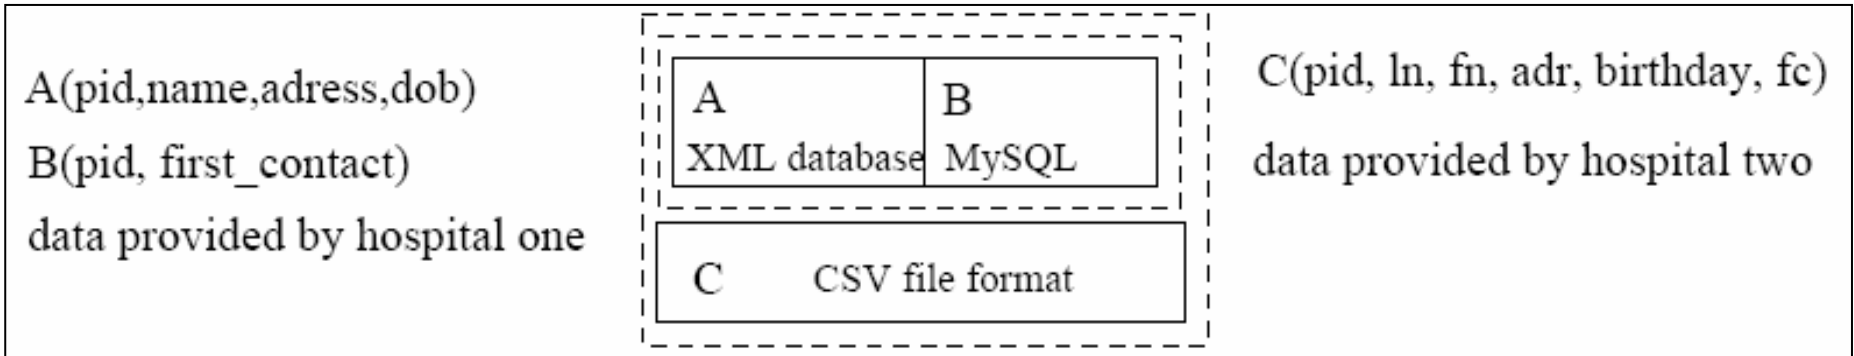 A(pid,name,adress,dob)
B(pid, first_contact)
data provided by hospital one
A
XML database
B
MySQL
C
CSV file format
C(pid, ln, fn, adr, birthday, fc)
data provided by hospital two